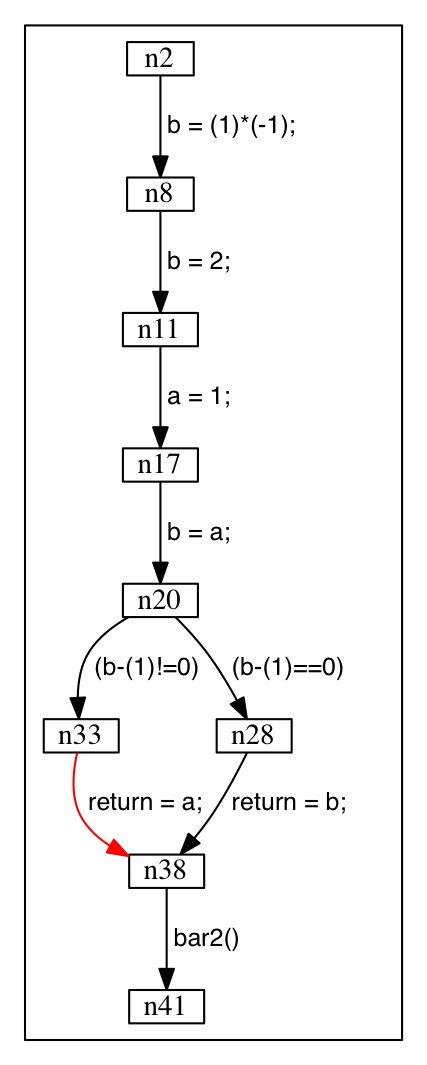 n2
b = (1)*(-1);
n8
b = 2;
n11
a = 1;
n17
b = a;
n20
(b-(1)!=0)
(b-(1)==0)
n33
n28
return = a;
return = b;
n38
bar2()
n41